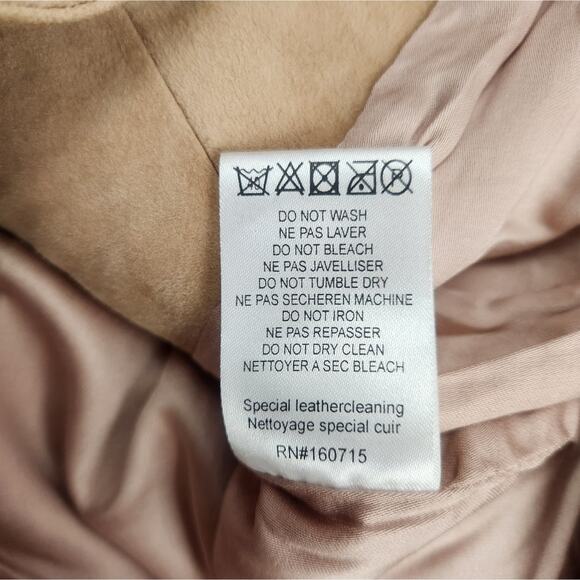 DO NOT WASH
NE PAS LAVER
DO NOT BLEACH
NE PAS JAVELLISER
DO NOT TUMBLE DRY
NE PAS SECHEREN MACHINE
DO NOT IRON
NE PAS REPASSER
DO NOT DRY CLEAN
NETTOYER A SEC BLEACH
Special leathercleaning
Nettoyage special cuir
RN#160715